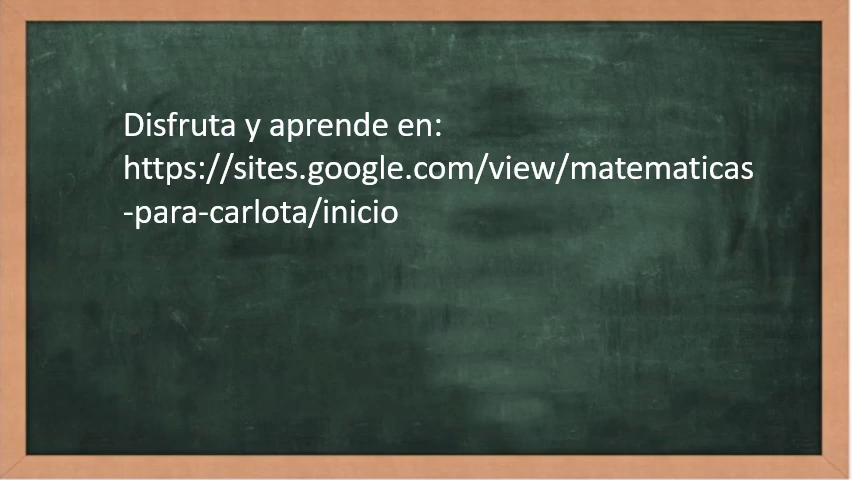 Disfruta y aprende en:
https://sites.google.com/view/matematicas
-para-carlota/inicio